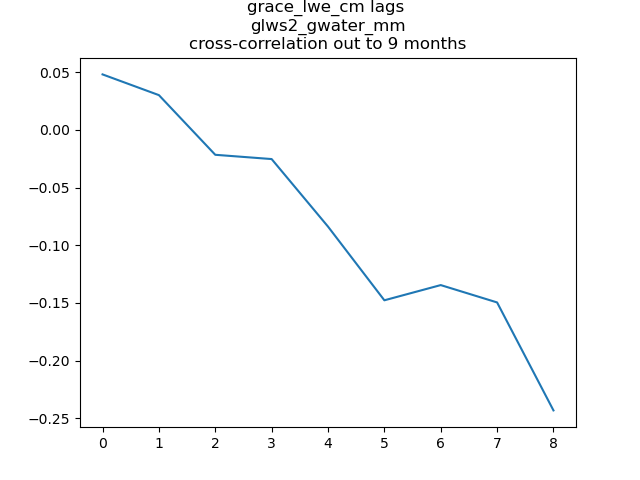 grace_lwe_cm lags
glws2_gwater_mm
cross-correlation out to 9 months
0.05
0.00
−0.05
−0.10
−0.15
−0.20
−0.25
0 1 2 3 4 5 6 7 8